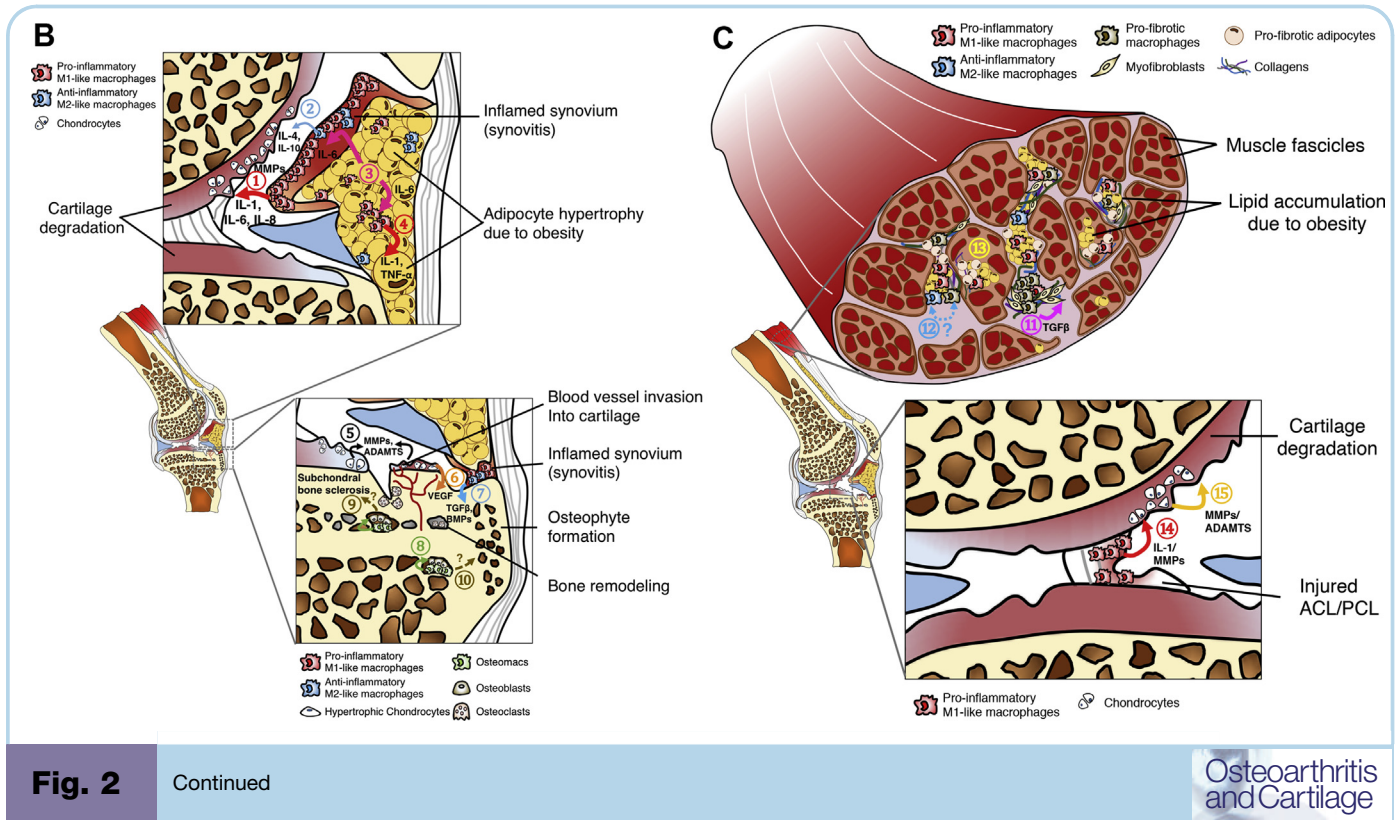 B
Pro-inflammatory
M1-like macrophages
Anti-inflammatory
M2-like macrophages
Chondrocytes
②
IL-4,
IL-10
MMPs
①
IL-1,
IL-6, IL-8
IL-6
③
IL-6
④
IL-1,
TNF-α
Inflamed synovium
(synovitis)
Cartilage
degradation
Adipocyte hypertrophy
due to obesity
⑤
MMPs,
ADAMTS
Subchondral
bone sclerosis
?
⑨
⑥
VEGF
⑦
TGFβ,
BMPs
⑧
?
⑩
Blood vessel invasion
Into cartilage
Inflamed synovium
(synovitis)
Osteophyte
formation
Bone remodeling
Pro-inflammatory
M1-like macrophages
Anti-inflammatory
M2-like macrophages
Hypertrophic Chondrocytes
Osteomacs
Osteoblasts
Osteoclasts
C
Pro-inflammatory
M1-like macrophages
Anti-inflammatory
M2-like macrophages
Pro-fibrotic
macrophages
Myofibroblasts
Pro-fibrotic adipocytes
Collagens
Muscle fascicles
Lipid accumulation
due to obesity
⑬
⑫ ?
⑪ TGFβ
Cartilage
degradation
⑮
MMPs/
ADAMTS
⑭
IL-1/
MMPs
Injured
ACL/PCL
Pro-inflammatory
M1-like macrophages
Chondrocytes
Fig. 2
Continued
Osteoarthritis
and Cartilage